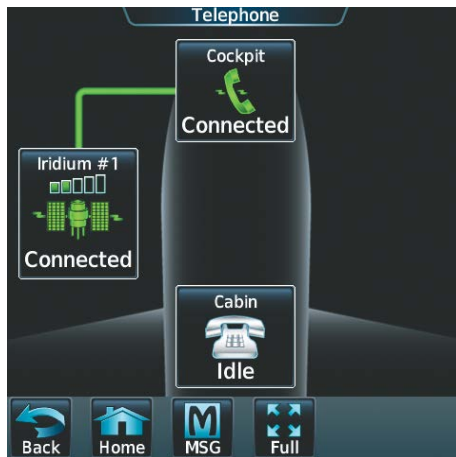 Telephone
Cockpit
Connected
Iridium #1
Connected
Cabin
Idle
Back
Home
M
MSG
Full